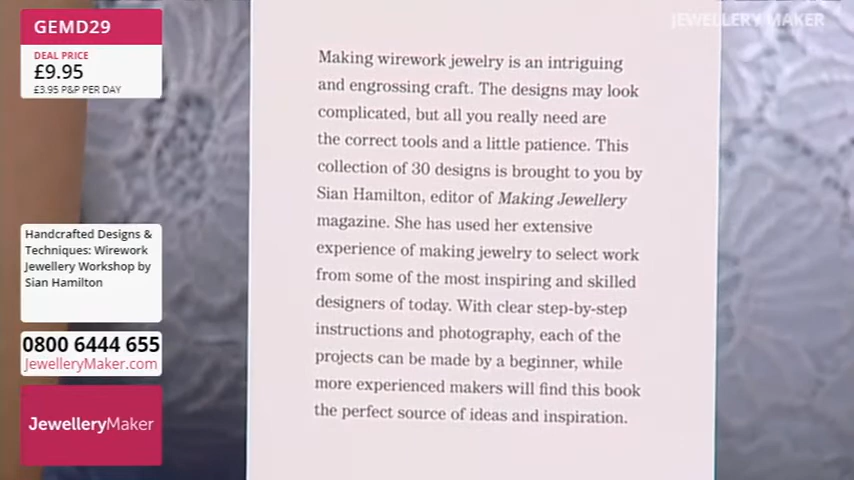 GEMD29
DEAL PRICE
£9.95
£3.95 P&P PER DAY
Handcrafted Designs &
Techniques: Wirework
Jewellery Workshop by
Sian Hamilton
0800 6444 655
JewelleryMaker.com
JewelleryMaker
JEWELLERY MAKER
Making wirework jewelry is an intriguing
and engrossing craft. The designs may look
complicated, but all you really need are
the correct tools and a little patience. This
collection of 30 designs is brought to you by
Sian Hamilton, editor of Making Jewellery
magazine. She has used her extensive
experience of making jewelry to select work
from some of the most inspiring and skilled
designers of today. With clear step-by-step
instructions and photography, each of the
projects can be made by a beginner, while
more experienced makers will find this book
the perfect source of ideas and inspiration.